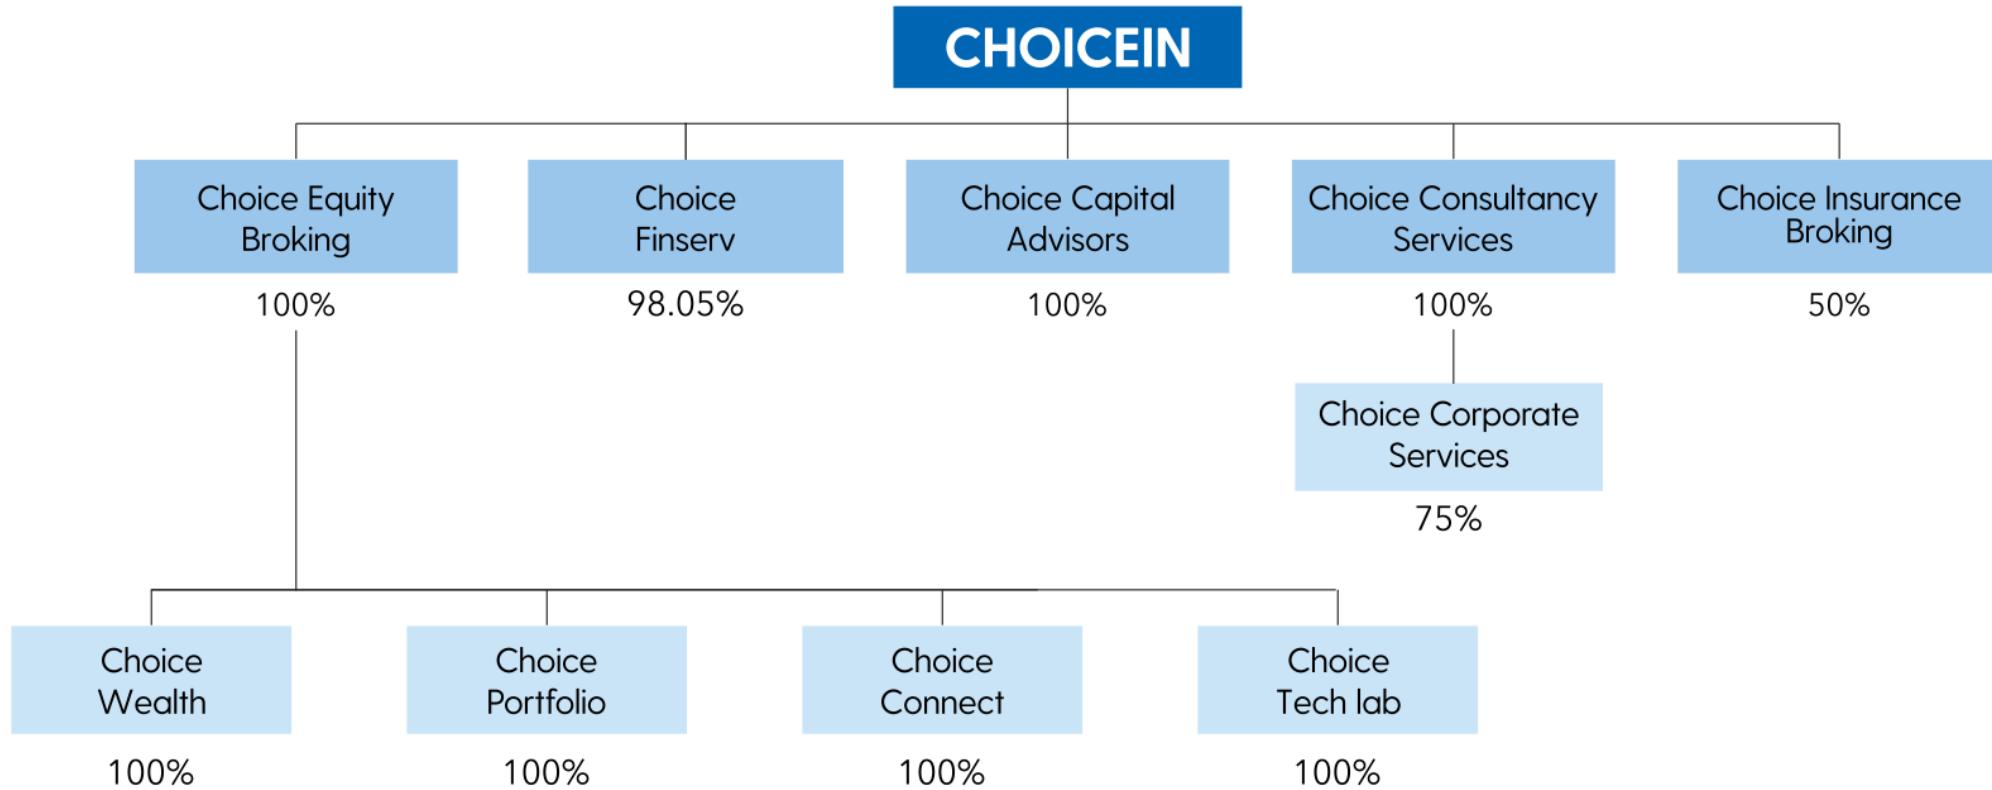 CHOICEIN
Choice Equity
Broking
100%
Choice
Finserv
98.05%
Choice Capital
Advisors
100%
Choice Consultancy
Services
100%
Choice Insurance
Broking
50%
Choice Corporate
Services
75%
Choice
Wealth
100%
Choice
Portfolio
100%
Choice
Connect
100%
Choice
Tech lab
100%